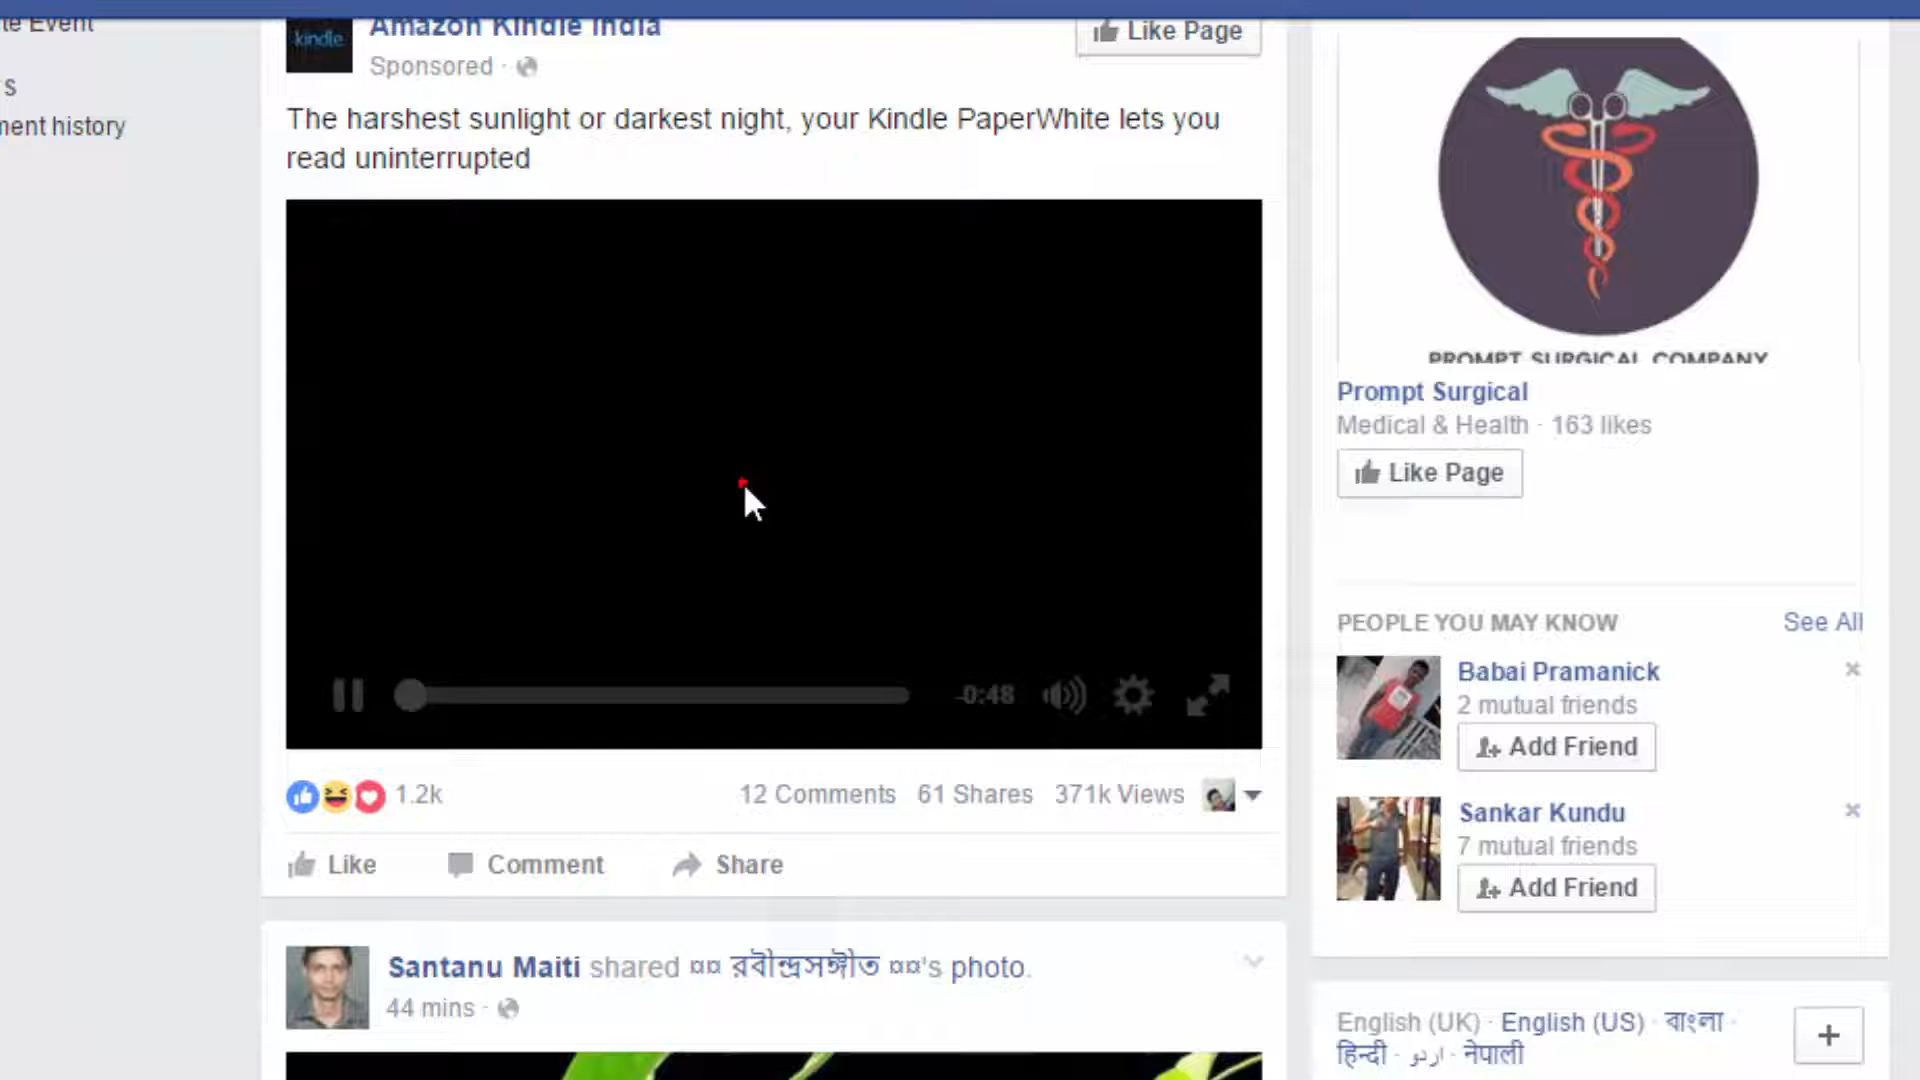 te Event
s
ment history
kindle
Amazon Kindle India
Sponsored ·
Like Page
The harshest sunlight or darkest night, your Kindle PaperWhite lets you
read uninterrupted
-0:48
1.2k
12 Comments 61 Shares 371k Views
Like Comment Share
Santanu Maiti shared ¤¤ রবীন্দ্রসঙ্গীত ¤¤'s photo.
44 mins ·
PROMPT SURGICAL COMPANY
Prompt Surgical
Medical & Health · 163 likes
Like Page
PEOPLE YOU MAY KNOW See All
Babai Pramanick
2 mutual friends
Add Friend
Sankar Kundu
7 mutual friends
Add Friend
English (UK) · English (US) · বাংলা ·
हिन्दी · اردو · नेपाली